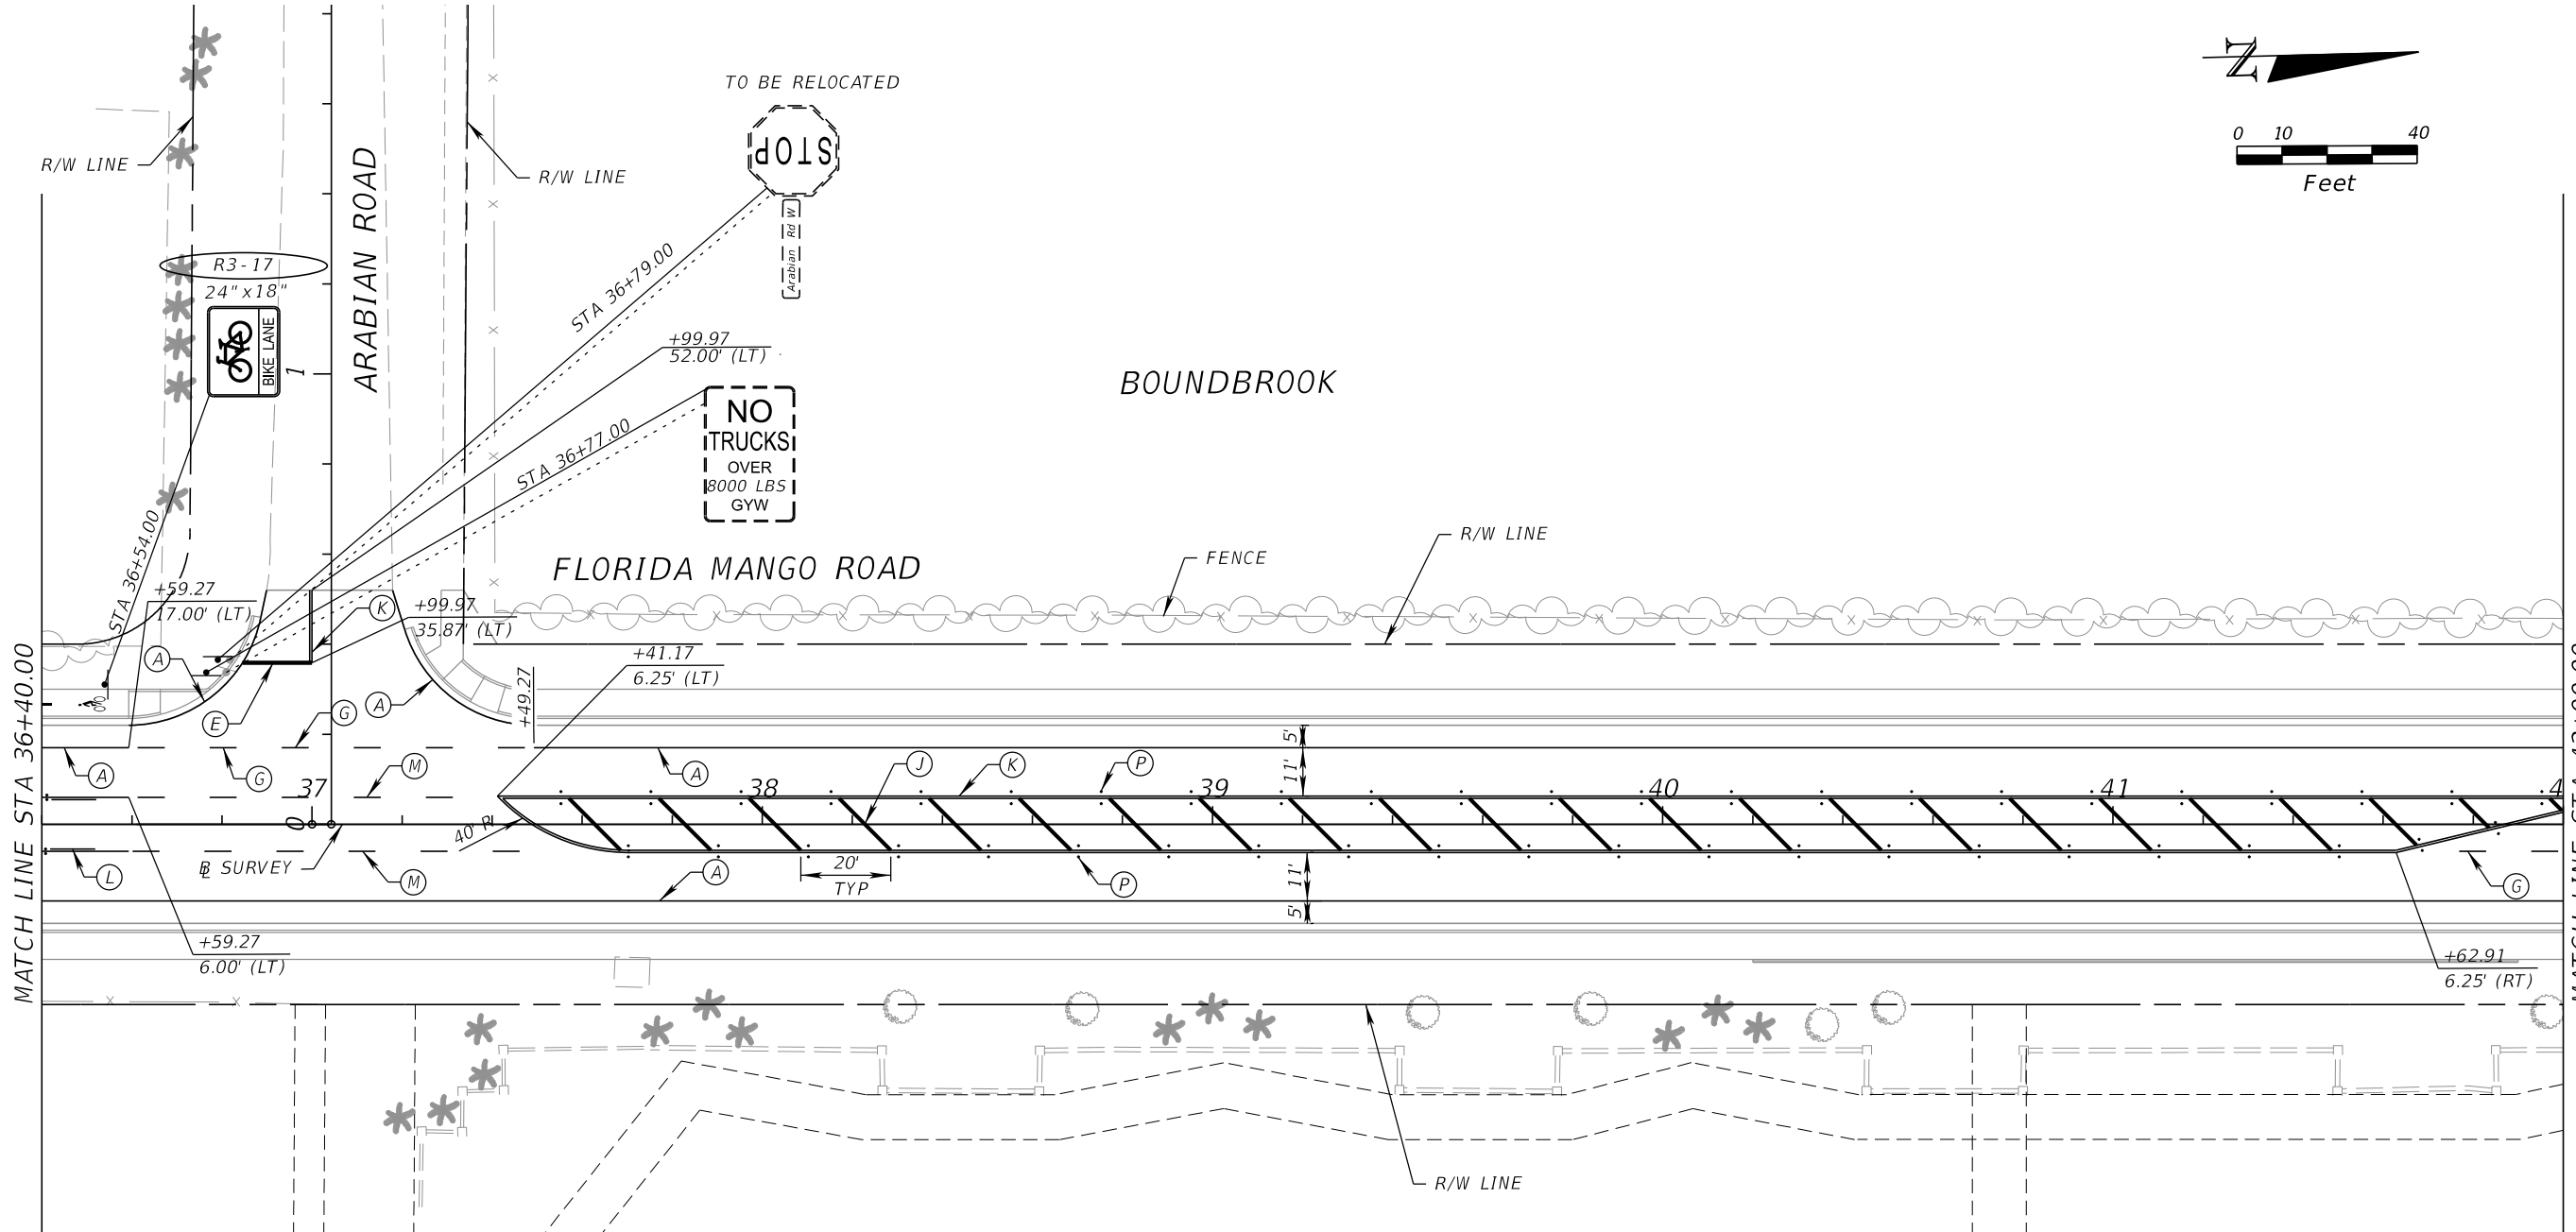 TO BE RELOCATED
STOP
Arabian Rd W
N
0 10 40
Feet
R/W LINE
R/W LINE
ARABIAN ROAD
R3-17
24"x18"
BIKE LANE
1
STA 36+79.00
+99.97
52.00' (LT)
STA 36+77.00
NO
TRUCKS
OVER
8000 LBS
GYW
BOUNDBROOK
FLORIDA MANGO ROAD
FENCE
R/W LINE
STA 36+54.00
+59.27
17.00' (LT)
K
+99.97
35.87' (LT)
A
E
G
A
+41.17
6.25' (LT)
+49.27
MATCH LINE STA 36+40.00
A
G
M
A
J
K
P
5'
11'
37
38
39
40
41
4
0
40' R
B SURVEY
L
M
A
20'
TYP
P
11'
5'
G
+59.27
6.00' (LT)
+62.91
6.25' (RT)
R/W LINE